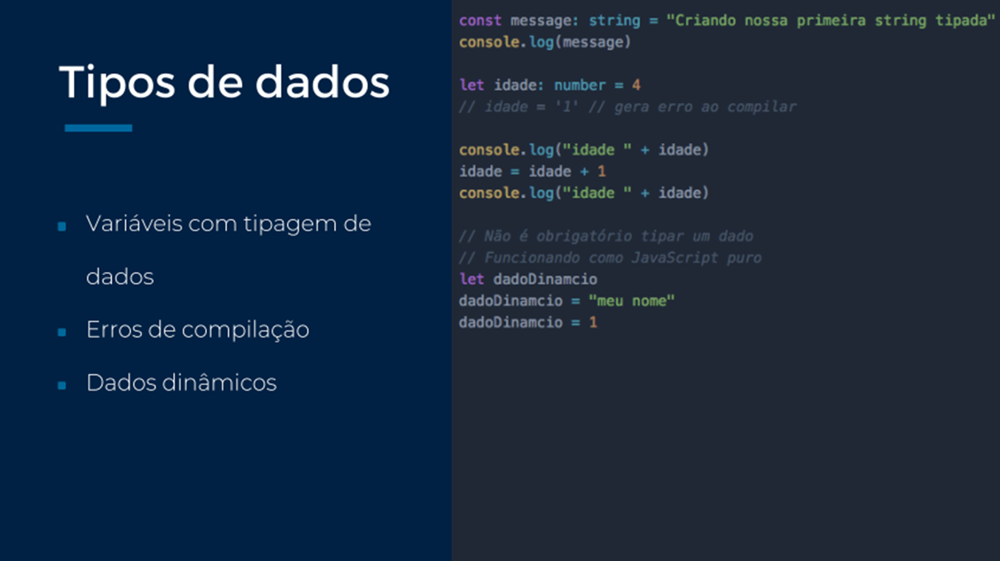 Tipos de dados
Variáveis com tipagem de
dados
Erros de compilação
Dados dinâmicos
const message: string = "Criando nossa primeira string tipada"
console.log(message)
let idade: number = 4
// idade = '1' // gera erro ao compilar
console.log("idade " + idade)
idade = idade + 1
console.log("idade " + idade)
// Não é obrigatório tipar um dado
// Funcionando como JavaScript puro
let dadoDinamcio
dadoDinamcio = "meu nome"
dadoDinamcio = 1